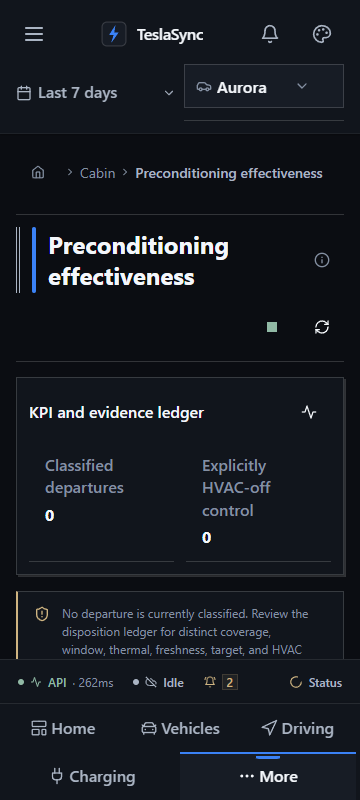 TeslaSync
Last 7 days
Aurora
Cabin
Preconditioning effectiveness
Preconditioning
effectiveness
KPI and evidence ledger
Classified
departures
0
Explicitly
HVAC-off
control
0
No departure is currently classified. Review the
disposition ledger for distinct coverage,
window, thermal, freshness, target, and HVAC
API · 262ms
Idle
2
Status
Home
Vehicles
Driving
Charging
More